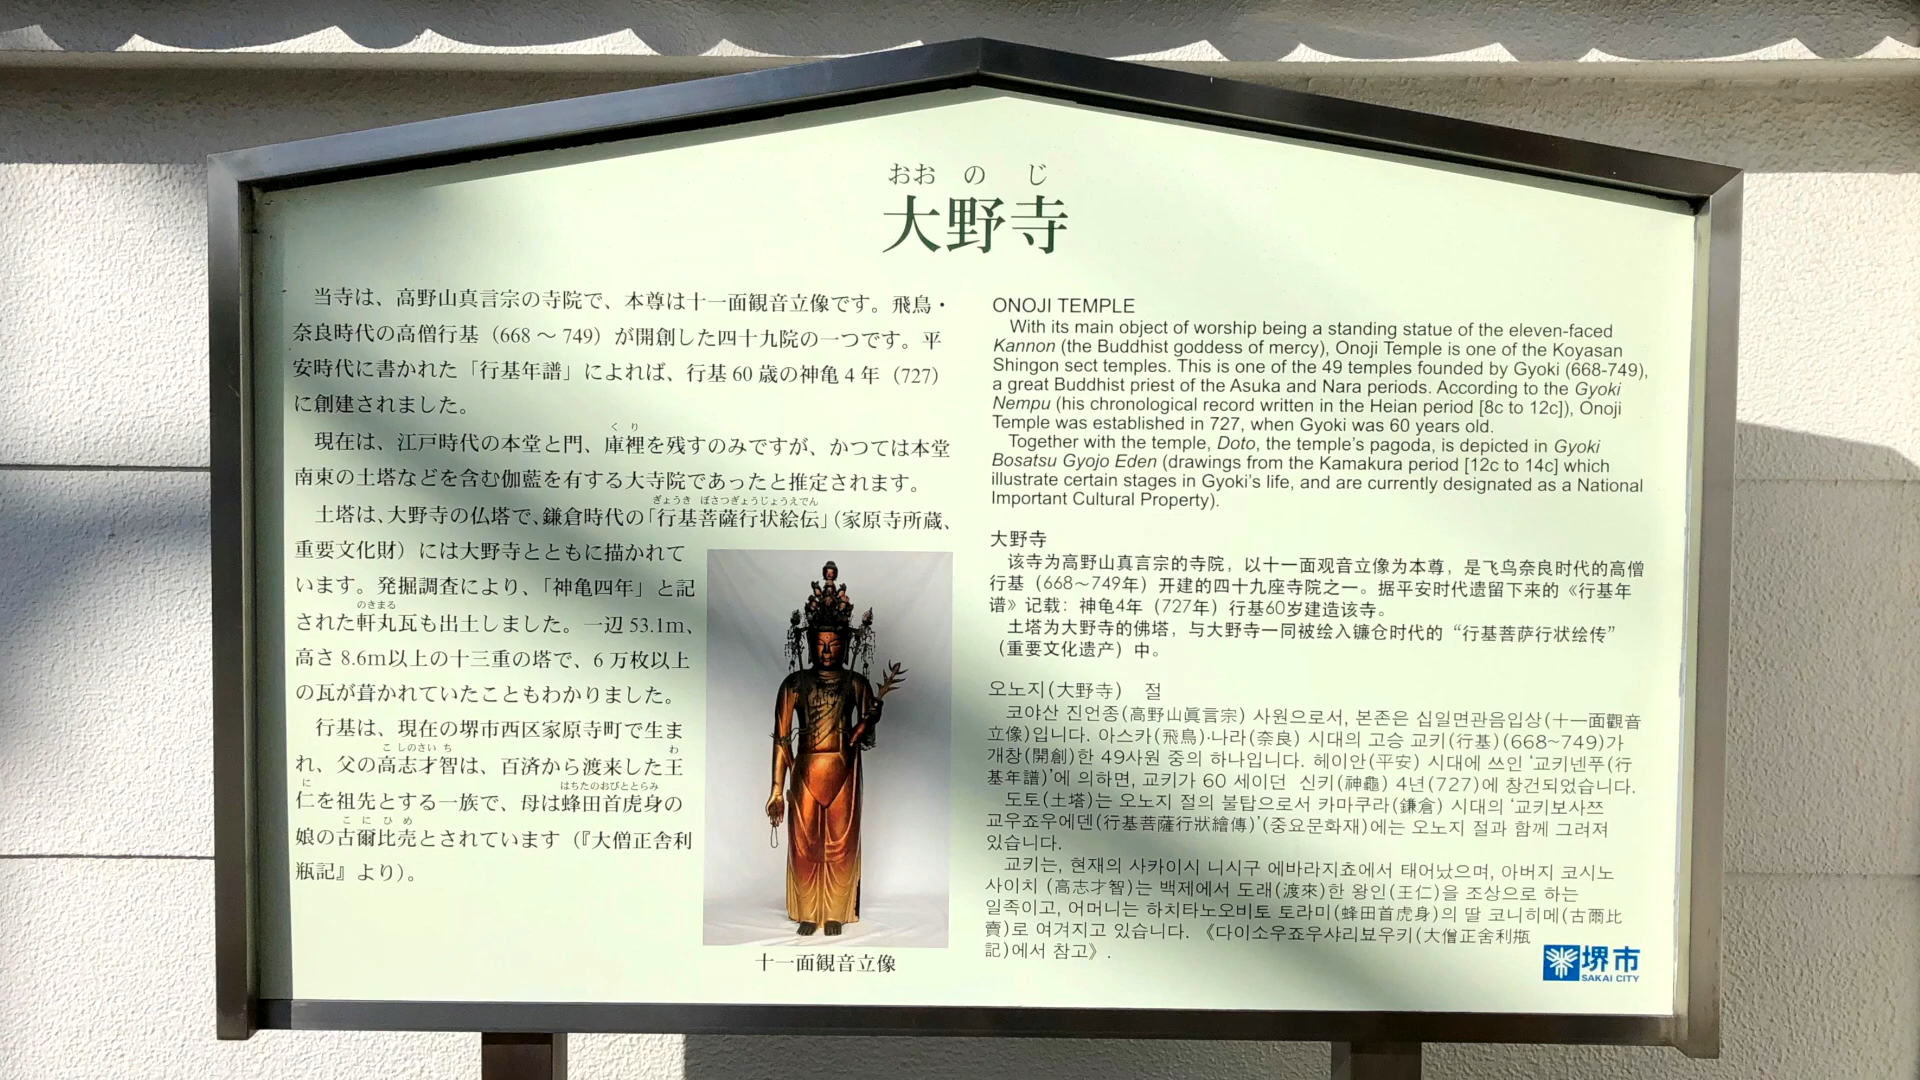 おおのじ
大野寺
当寺は、高野山真言宗の寺院で、本尊は十一面観音立像です。飛鳥・
奈良時代の高僧行基（668～749）が開創した四十九院の一つです。平
安時代に書かれた「行基年譜」によれば、行基60歳の神亀4年（727）
に創建されました。
くり
現在は、江戸時代の本堂と門、庫裡を残すのみですが、かつては本堂
南東の土塔などを含む伽藍を有する大寺院であったと推定されます。
ぎょうき ぼさつぎょうじょうえでん
土塔は、大野寺の仏塔で、鎌倉時代の「行基菩薩行状絵伝」（家原寺所蔵、
重要文化財）には大野寺とともに描かれて
います。発掘調査により、「神亀四年」と記
のきまる
された軒丸瓦も出土しました。一辺53.1m、
高さ8.6m以上の十三重の塔で、6万枚以上
の瓦が葺かれていたこともわかりました。
行基は、現在の堺市西区家原寺町で生ま
こしのさいち わ
れ、父の高志才智は、百済から渡来した王
に はちたのおびととらみ
仁を祖先とする一族で、母は蜂田首虎身の
こにひめ
娘の古爾比売とされています（『大僧正舎利
瓶記』より）。
十一面観音立像
ONOJI TEMPLE
With its main object of worship being a standing statue of the eleven-faced
Kannon (the Buddhist goddess of mercy), Onoji Temple is one of the Koyasan
Shingon sect temples. This is one of the 49 temples founded by Gyoki (668-749),
a great Buddhist priest of the Asuka and Nara periods. According to the Gyoki
Nempu (his chronological record written in the Heian period [8c to 12c]), Onoji
Temple was established in 727, when Gyoki was 60 years old.
Together with the temple, Doto, the temple's pagoda, is depicted in Gyoki
Bosatsu Gyojo Eden (drawings from the Kamakura period [12c to 14c] which
illustrate certain stages in Gyoki's life, and are currently designated as a National
Important Cultural Property).
大野寺
该寺为高野山真言宗的寺院，以十一面观音立像为本尊，是飞鸟奈良时代的高僧
行基（668～749年）开建的四十九座寺院之一。据平安时代遗留下来的《行基年
谱》记载：神龟4年（727年）行基60岁建造该寺。
土塔为大野寺的佛塔，与大野寺一同被绘入镰仓时代的“行基菩萨行状绘传”
（重要文化遗产）中。
오노지(大野寺) 절
코야산 진언종(高野山眞言宗) 사원으로서, 본존은 십일면관음입상(十一面觀音
立像)입니다. 아스카(飛鳥)·나라(奈良) 시대의 고승 교키(行基)(668~749)가
개창(開創)한 49사원 중의 하나입니다. 헤이안(平安) 시대에 쓰인 '교키넨푸(行
基年譜)'에 의하면, 교키가 60 세이던 신키(神龜) 4년(727)에 창건되었습니다.
도토(土塔)는 오노지 절의 불탑으로서 카마쿠라(鎌倉) 시대의 '교키보사쯔
교우죠우에덴(行基菩薩行狀繪傳)'(중요문화재)에는 오노지 절과 함께 그려져
있습니다.
교키는, 현재의 사카이시 니시구 에바라지쵸에서 태어났으며, 아버지 코시노
사이치 (高志才智)는 백제에서 도래(渡來)한 왕인(王仁)을 조상으로 하는
일족이고, 어머니는 하치타노오비토 토라미(蜂田首虎身)의 딸 코니히메(古爾比
賣)로 여겨지고 있습니다. 《다이소우죠우샤리뵤우키(大僧正舍利瓶
記)에서 참고》.
堺市
SAKAI CITY